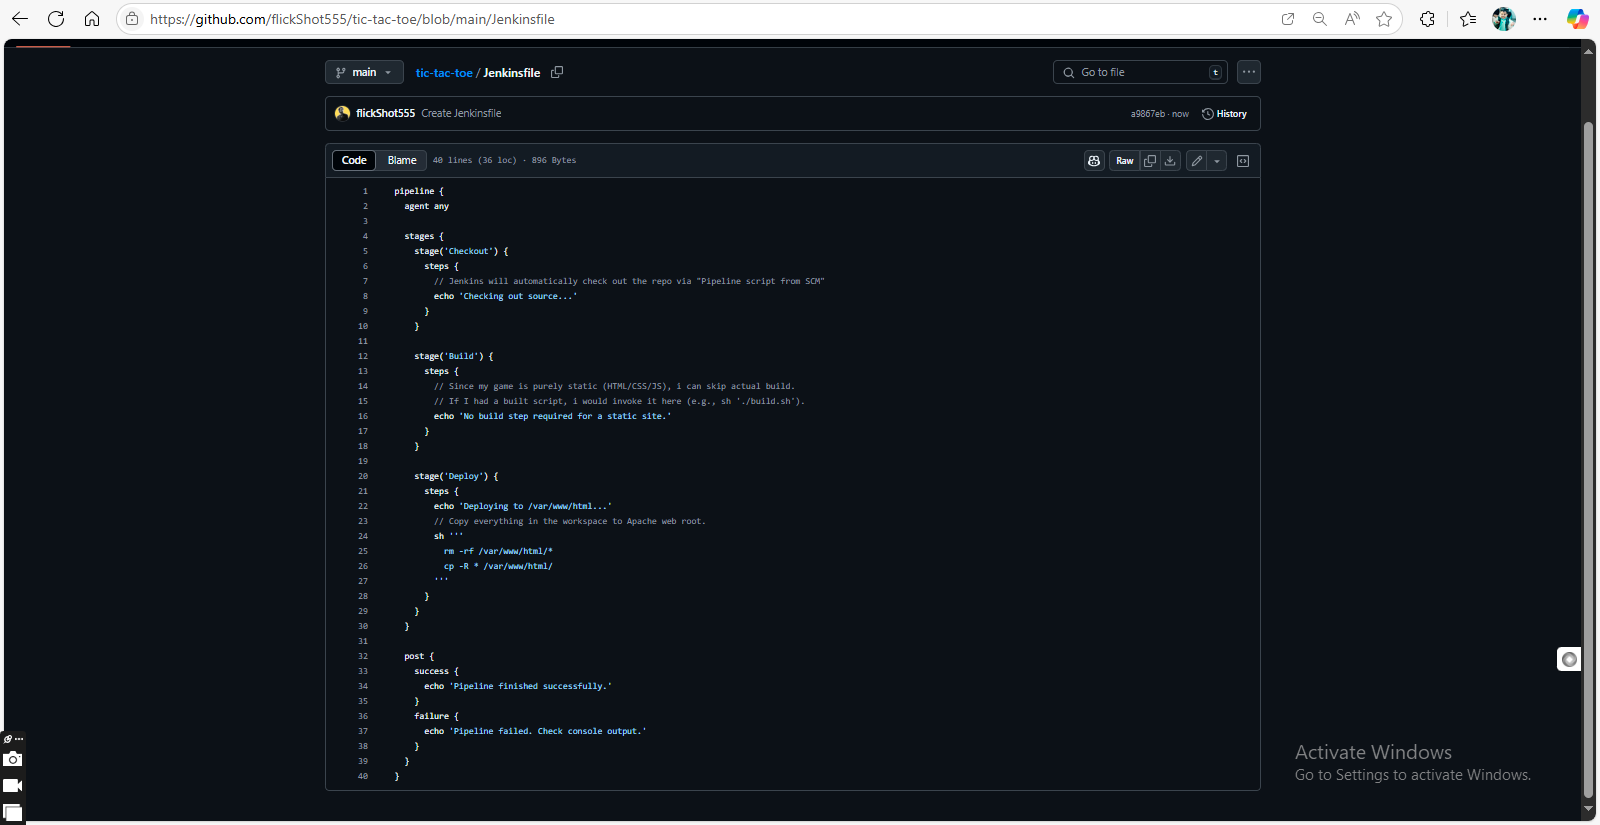 https://github.com/flickShot555/tic-tac-toe/blob/main/Jenkinsfile
main
tic-tac-toe / Jenkinsfile
Go to file
t
flickShot555 Create Jenkinsfile
a9867eb · now
History
Code
Blame
40 lines (36 loc) · 896 Bytes
Raw
1 pipeline {
2 agent any
3
4 stages {
5 stage('Checkout') {
6 steps {
7 // Jenkins will automatically check out the repo via "Pipeline script from SCM"
8 echo 'Checking out source...'
9 }
10 }
11
12 stage('Build') {
13 steps {
14 // Since my game is purely static (HTML/CSS/JS), i can skip actual build.
15 // If I had a built script, i would invoke it here (e.g., sh './build.sh').
16 echo 'No build step required for a static site.'
17 }
18 }
19
20 stage('Deploy') {
21 steps {
22 echo 'Deploying to /var/www/html...'
23 // Copy everything in the workspace to Apache web root.
24 sh '''
25 rm -rf /var/www/html/*
26 cp -R * /var/www/html/
27 '''
28 }
29 }
30 }
31
32 post {
33 success {
34 echo 'Pipeline finished successfully.'
35 }
36 failure {
37 echo 'Pipeline failed. Check console output.'
38 }
39 }
40 }
Activate Windows
Go to Settings to activate Windows.